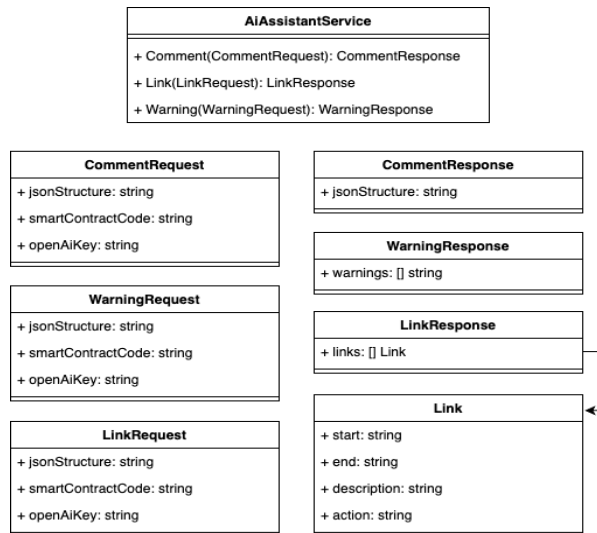 AiAssistantService
+ Comment(CommentRequest): CommentResponse
+ Link(LinkRequest): LinkResponse
+ Warning(WarningRequest): WarningResponse
CommentRequest
+ jsonStructure: string
+ smartContractCode: string
+ openAiKey: string
WarningRequest
+ jsonStructure: string
+ smartContractCode: string
+ openAiKey: string
LinkRequest
+ jsonStructure: string
+ smartContractCode: string
+ openAiKey: string
CommentResponse
+ jsonStructure: string
WarningResponse
+ warnings: [] string
LinkResponse
+ links: [] Link
Link
+ start: string
+ end: string
+ description: string
+ action: string